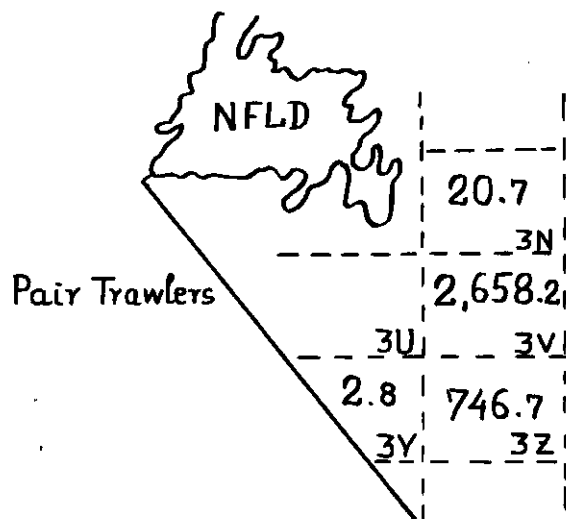 NFLD
20.7
3N
Pair Trawlers
2,658.2
3U
3V
2.8
746.7
3Y
3Z